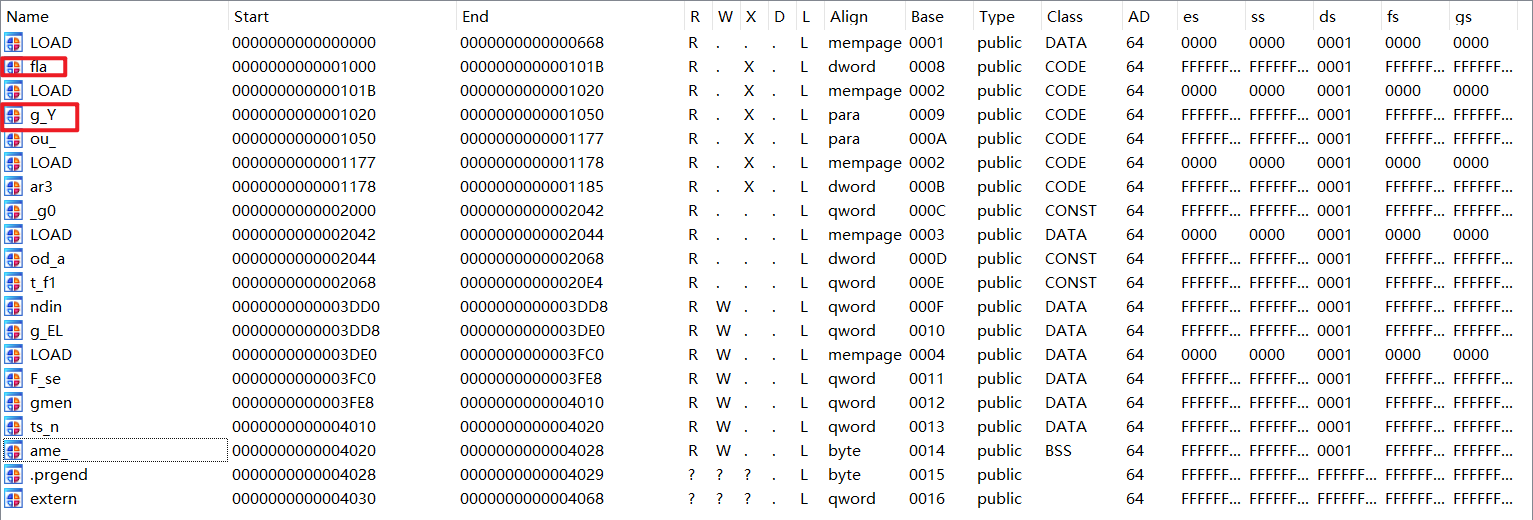 Name Start End R W X D L Align Base Type Class AD es ss ds fs gs
LOAD 0000000000000000 0000000000000668 R . . . L mempage 0001 public DATA 64 0000 0000 0001 0000 0000
fla 0000000000001000 000000000000101B R . X . L dword 0008 public CODE 64 FFFFFF... FFFFFF... 0001 FFFFFF... FFFFFF...
LOAD 000000000000101B 0000000000001020 R . X . L mempage 0002 public CODE 64 0000 0000 0001 0000 0000
g_Y 0000000000001020 0000000000001050 R . X . L para 0009 public CODE 64 FFFFFF... FFFFFF... 0001 FFFFFF... FFFFFF...
ou_ 0000000000001050 0000000000001177 R . X . L para 000A public CODE 64 FFFFFF... FFFFFF... 0001 FFFFFF... FFFFFF...
LOAD 0000000000001177 0000000000001178 R . X . L mempage 0002 public CODE 64 0000 0000 0001 0000 0000
ar3 0000000000001178 0000000000001185 R . X . L dword 000B public CODE 64 FFFFFF... FFFFFF... 0001 FFFFFF... FFFFFF...
_g0 0000000000002000 0000000000002042 R . . . L qword 000C public CONST 64 FFFFFF... FFFFFF... 0001 FFFFFF... FFFFFF...
LOAD 0000000000002042 0000000000002044 R . . . L mempage 0003 public DATA 64 0000 0000 0001 0000 0000
od_a 0000000000002044 0000000000002068 R . . . L dword 000D public CONST 64 FFFFFF... FFFFFF... 0001 FFFFFF... FFFFFF...
t_f1 0000000000002068 00000000000020E4 R . . . L qword 000E public CONST 64 FFFFFF... FFFFFF... 0001 FFFFFF... FFFFFF...
ndin 0000000000003DD0 0000000000003DD8 R W . . L qword 000F public DATA 64 FFFFFF... FFFFFF... 0001 FFFFFF... FFFFFF...
g_EL 0000000000003DD8 0000000000003DE0 R W . . L qword 0010 public DATA 64 FFFFFF... FFFFFF... 0001 FFFFFF... FFFFFF...
LOAD 0000000000003DE0 0000000000003FC0 R W . . L mempage 0004 public DATA 64 0000 0000 0001 0000 0000
F_se 0000000000003FC0 0000000000003FE8 R W . . L qword 0011 public DATA 64 FFFFFF... FFFFFF... 0001 FFFFFF... FFFFFF...
gmen 0000000000003FE8 0000000000004010 R W . . L qword 0012 public DATA 64 FFFFFF... FFFFFF... 0001 FFFFFF... FFFFFF...
ts_n 0000000000004010 0000000000004020 R W . . L qword 0013 public DATA 64 FFFFFF... FFFFFF... 0001 FFFFFF... FFFFFF...
ame_ 0000000000004020 0000000000004028 R W . . L byte 0014 public BSS 64 FFFFFF... FFFFFF... 0001 FFFFFF... FFFFFF...
.prgend 0000000000004028 0000000000004029 ? ? ? . L byte 0015 public 64 FFFFFF... FFFFFF... FFFFFF... FFFFFF... FFFFFF...
extern 0000000000004030 0000000000004068 ? ? ? . L qword 0016 public 64 FFFFFF... FFFFFF... FFFFFF... FFFFFF... FFFFFF...